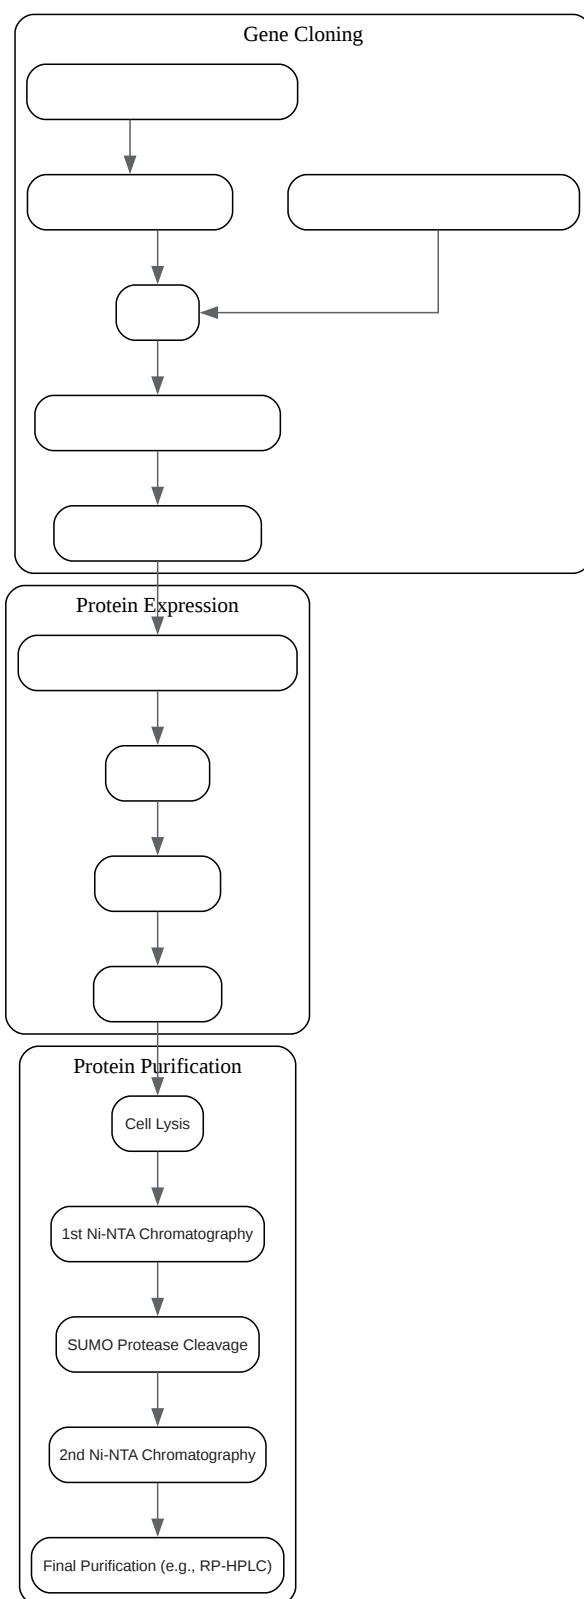 Gene Cloning
Protein Expression
Protein Purification
Cell Lysis
1st Ni-NTA Chromatography
SUMO Protease Cleavage
2nd Ni-NTA Chromatography
Final Purification (e.g., RP-HPLC)